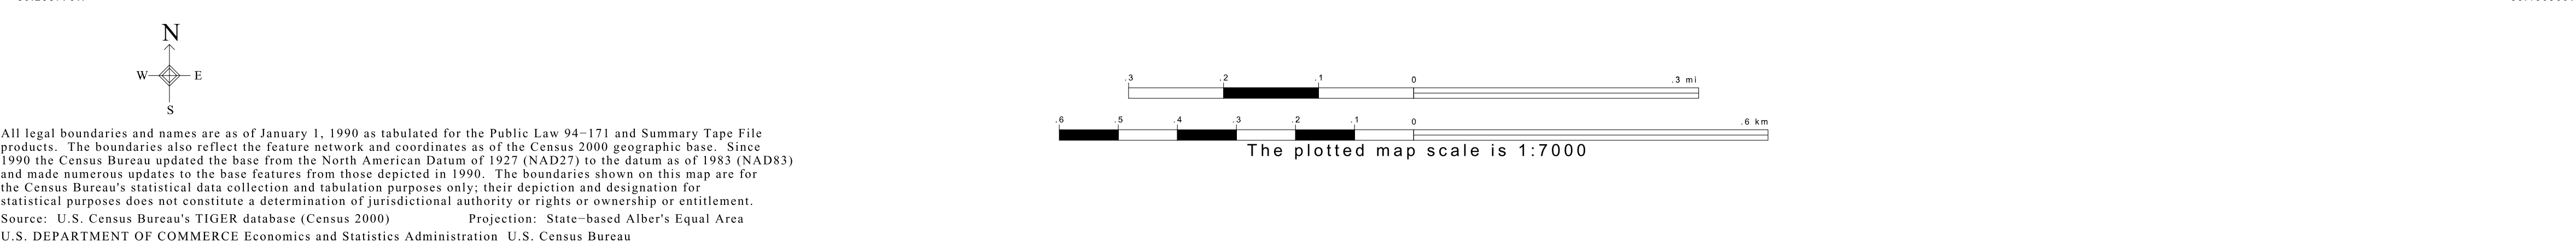 N
W E
S
.3 .2 .1 0 .3 mi
.6 .5 .4 .3 .2 .1 0 .6 km
The plotted map scale is 1:7000
All legal boundaries and names are as of January 1, 1990 as tabulated for the Public Law 94−171 and Summary Tape File
products. The boundaries also reflect the feature network and coordinates as of the Census 2000 geographic base. Since
1990 the Census Bureau updated the base from the North American Datum of 1927 (NAD27) to the datum as of 1983 (NAD83)
and made numerous updates to the base features from those depicted in 1990. The boundaries shown on this map are for
the Census Bureau's statistical data collection and tabulation purposes only; their depiction and designation for
statistical purposes does not constitute a determination of jurisdictional authority or rights or ownership or entitlement.
Source: U.S. Census Bureau's TIGER database (Census 2000) Projection: State−based Alber's Equal Area
U.S. DEPARTMENT OF COMMERCE Economics and Statistics Administration U.S. Census Bureau